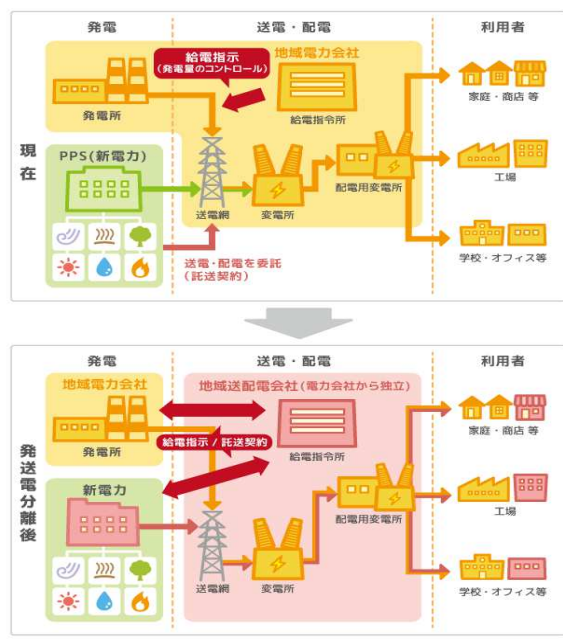 発電
送電・配電
利用者
現在
給電指示
(発電量のコントロール)
地域電力会社
発電所
給電指令所
家庭・商店 等
PPS(新電力)
送電網
変電所
配電用変電所
工場
送電・配電を委託
(託送契約)
学校・オフィス等
発電
送電・配電
利用者
発送電分離後
地域電力会社
地域送配電会社(電力会社から独立)
発電所
給電指示 / 託送契約
給電指令所
家庭・商店 等
新電力
送電網
変電所
配電用変電所
工場
学校・オフィス等